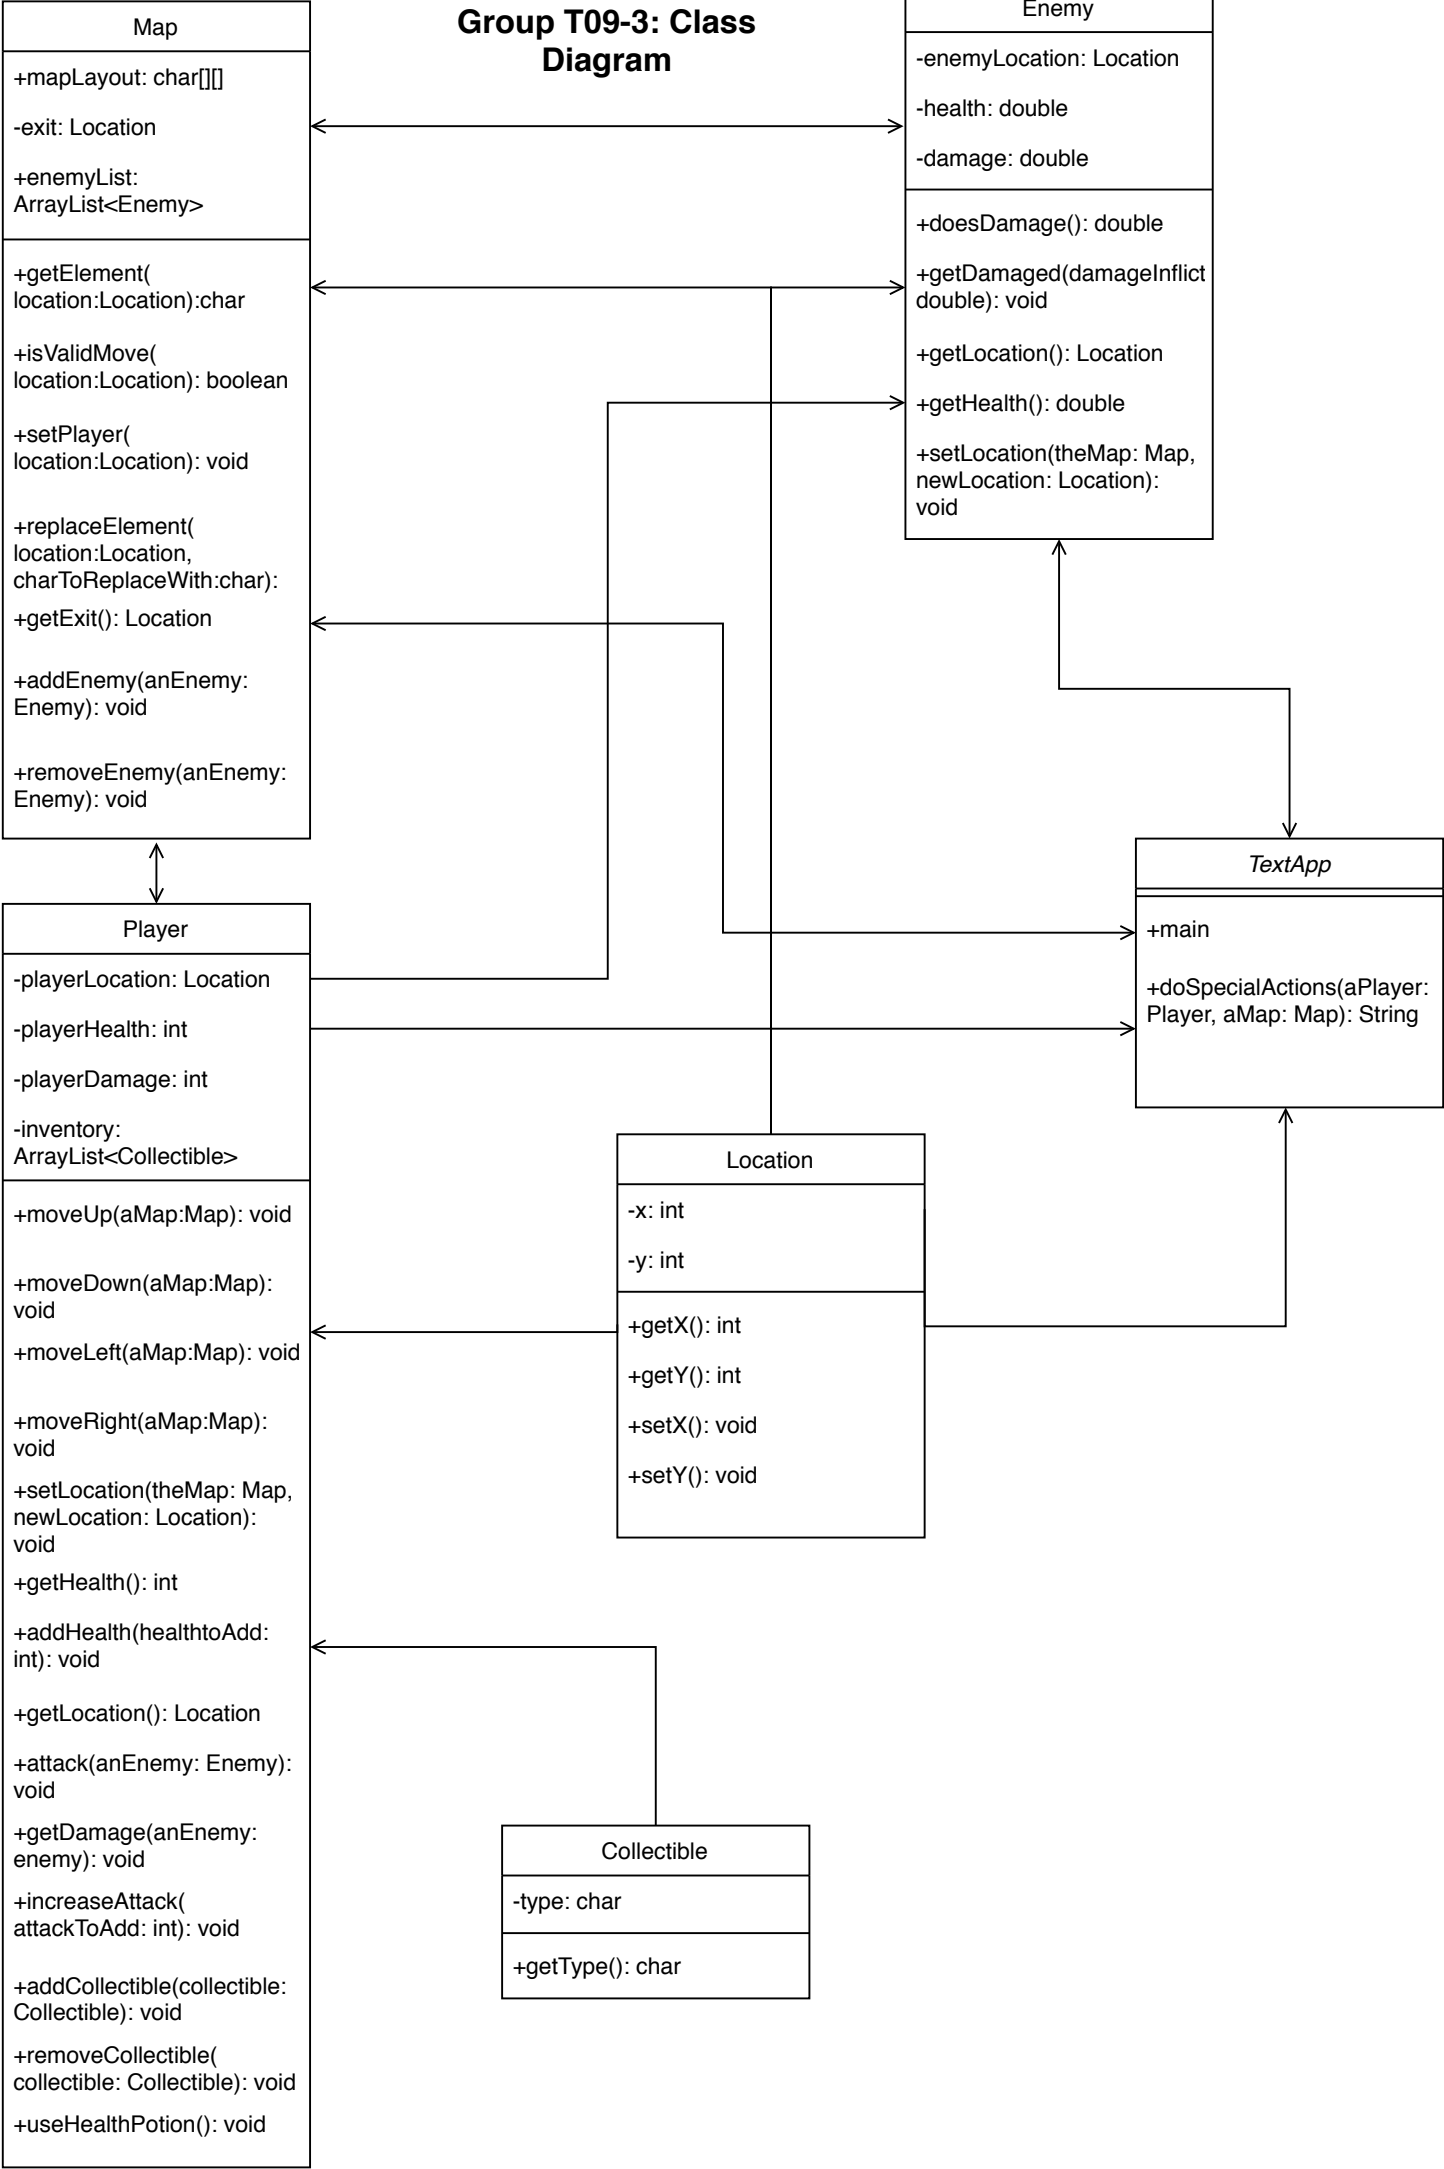 Group T09-3: Class
Diagram
Map
+mapLayout: char[][]
-exit: Location
+enemyList:
ArrayList<Enemy>
+getElement(
location:Location):char
+isValidMove(
location:Location): boolean
+setPlayer(
location:Location): void
+replaceElement(
location:Location,
charToReplaceWith:char):
+getExit(): Location
+addEnemy(anEnemy:
Enemy): void
+removeEnemy(anEnemy:
Enemy): void
Enemy
-enemyLocation: Location
-health: double
-damage: double
+doesDamage(): double
+getDamaged(damageInflict
double): void
+getLocation(): Location
+getHealth(): double
+setLocation(theMap: Map,
newLocation: Location):
void
TextApp
+main
+doSpecialActions(aPlayer:
Player, aMap: Map): String
Player
-playerLocation: Location
-playerHealth: int
-playerDamage: int
-inventory:
ArrayList<Collectible>
+moveUp(aMap:Map): void
+moveDown(aMap:Map):
void
+moveLeft(aMap:Map): void
+moveRight(aMap:Map):
void
+setLocation(theMap: Map,
newLocation: Location):
void
+getHealth(): int
+addHealth(healthtoAdd:
int): void
+getLocation(): Location
+attack(anEnemy: Enemy):
void
+getDamage(anEnemy:
enemy): void
+increaseAttack(
attackToAdd: int): void
+addCollectible(collectible:
Collectible): void
+removeCollectible(
collectible: Collectible): void
+useHealthPotion(): void
Location
-x: int
-y: int
+getX(): int
+getY(): int
+setX(): void
+setY(): void
Collectible
-type: char
+getType(): char